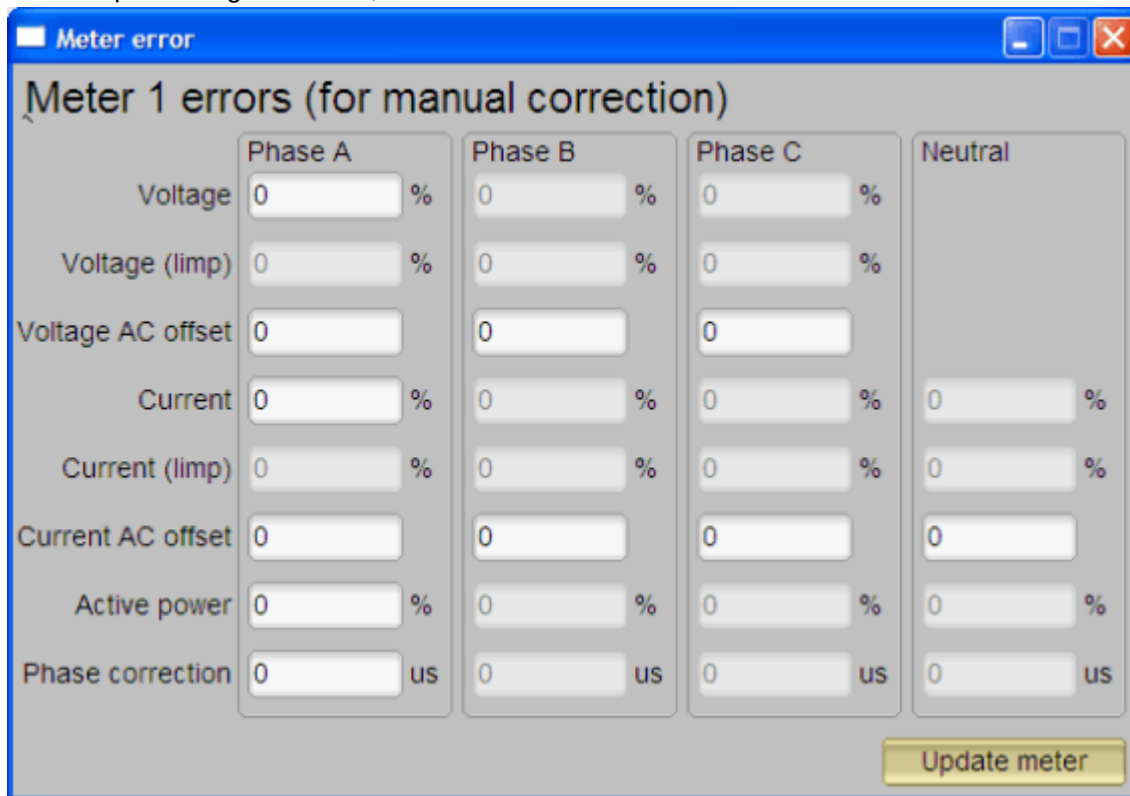 Meter error
Meter 1 errors (for manual correction)
Phase A Phase B Phase C Neutral
Voltage 0 % 0 % 0 %
Voltage (limp) 0 % 0 % 0 %
Voltage AC offset 0 0 0
Current 0 % 0 % 0 % 0 %
Current (limp) 0 % 0 % 0 % 0 %
Current AC offset 0 0 0 0
Active power 0 % 0 % 0 % 0 %
Phase correction 0 us 0 us 0 us 0 us
Update meter